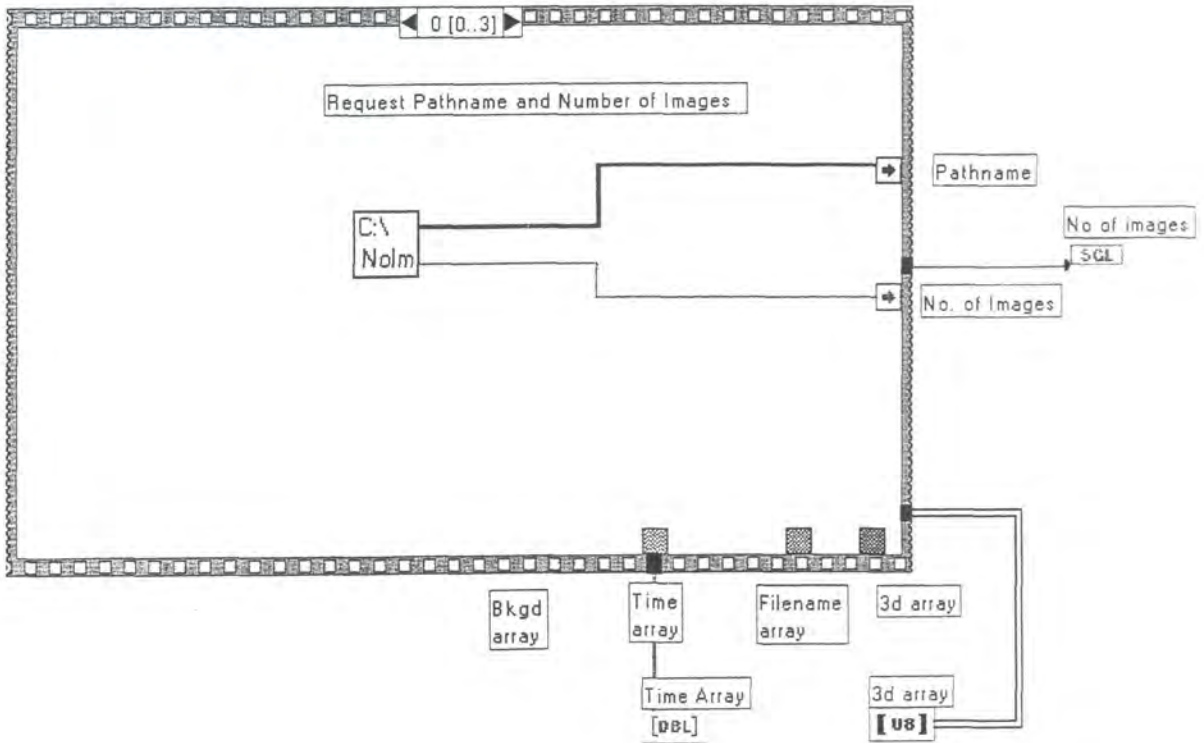 0 [0..3]
Request Pathname and Number of Images
Pathname
C:\
NoIm
No of images
SGL
No. of Images
Bkgd
array
Time
array
Filename
array
3d array
Time Array
[DBL]
3d array
[U8]